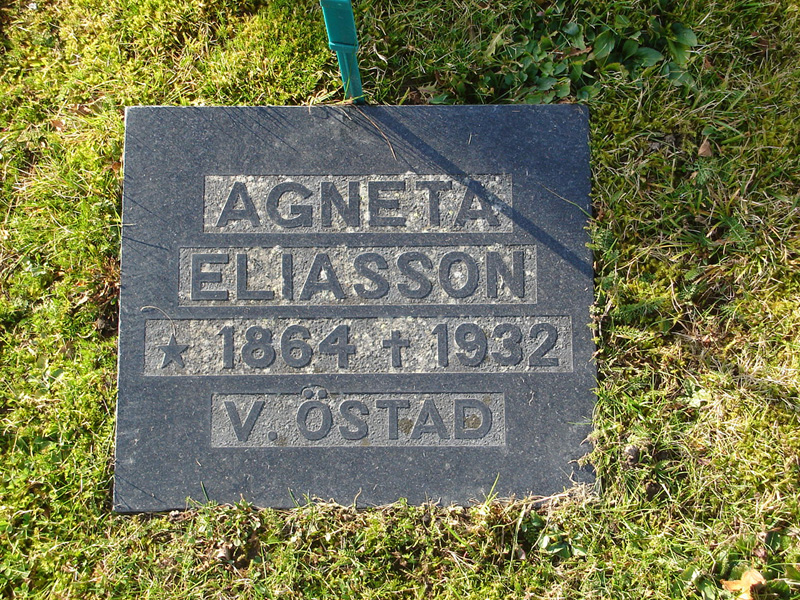 AGNETA
ELIASSON
★ 1864 ✝ 1932
V. ÖSTAD